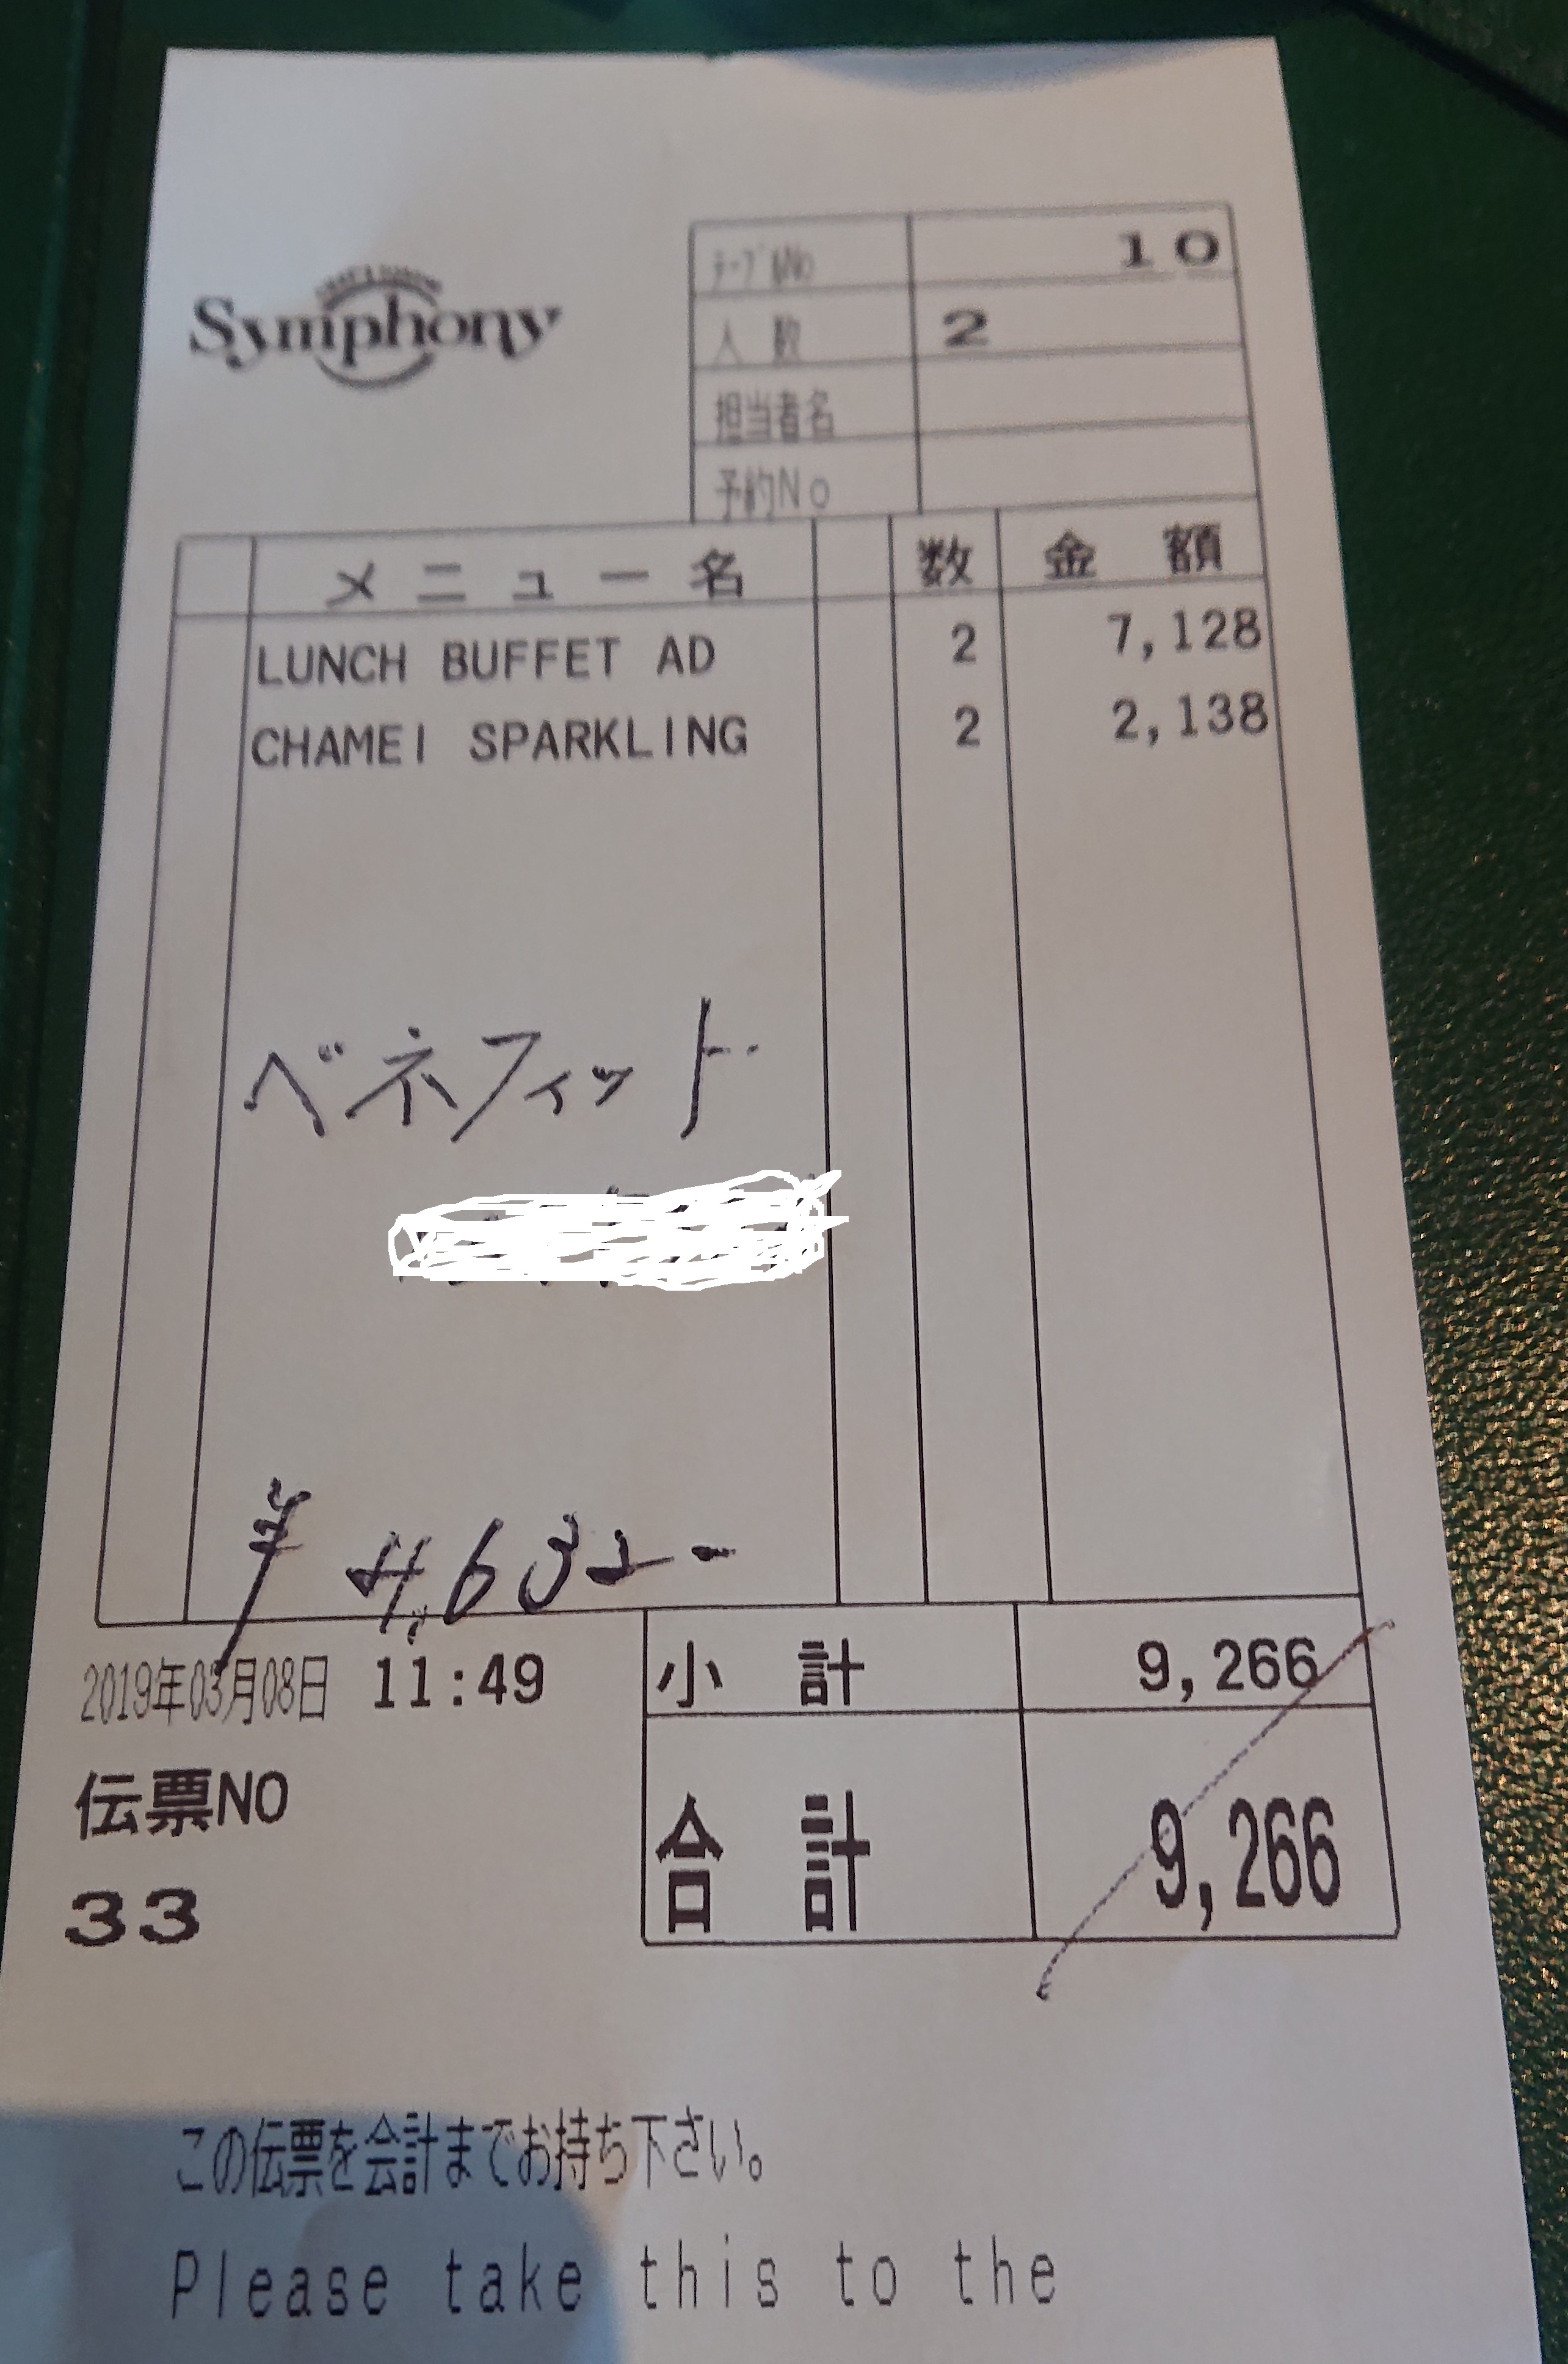 Symphony
テーブルNo 10
人数 2
担当者名
予約No
メニュー名 数 金額
LUNCH BUFFET AD 2 7,128
CHAMEI SPARKLING 2 2,138
ベネフィット
¥4,632-
小計 9,266
2019年03月08日 11:49
合計 9,266
伝票NO
33
この伝票を会計までお持ち下さい。
Please take this to the